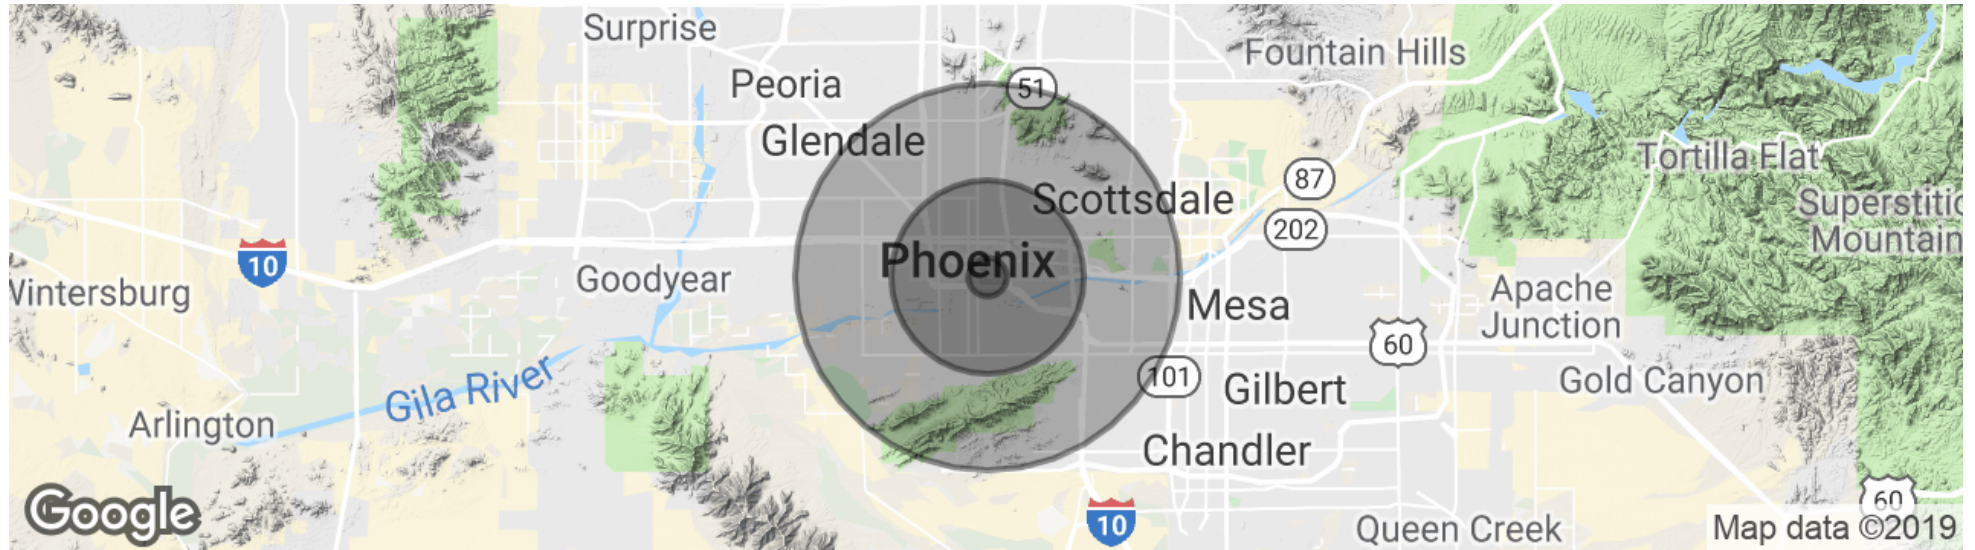 Surprise
Fountain Hills
Peoria
51
Glendale
Tortilla Flat
87
Scottsdale
Superstitio
Mountain
202
10
Phoenix
Goodyear
Wintersburg
Apache
Junction
Mesa
60
Gila River
101
Gilbert
Gold Canyon
Arlington
Chandler
60
Google
10
Queen Creek
Map data ©2019